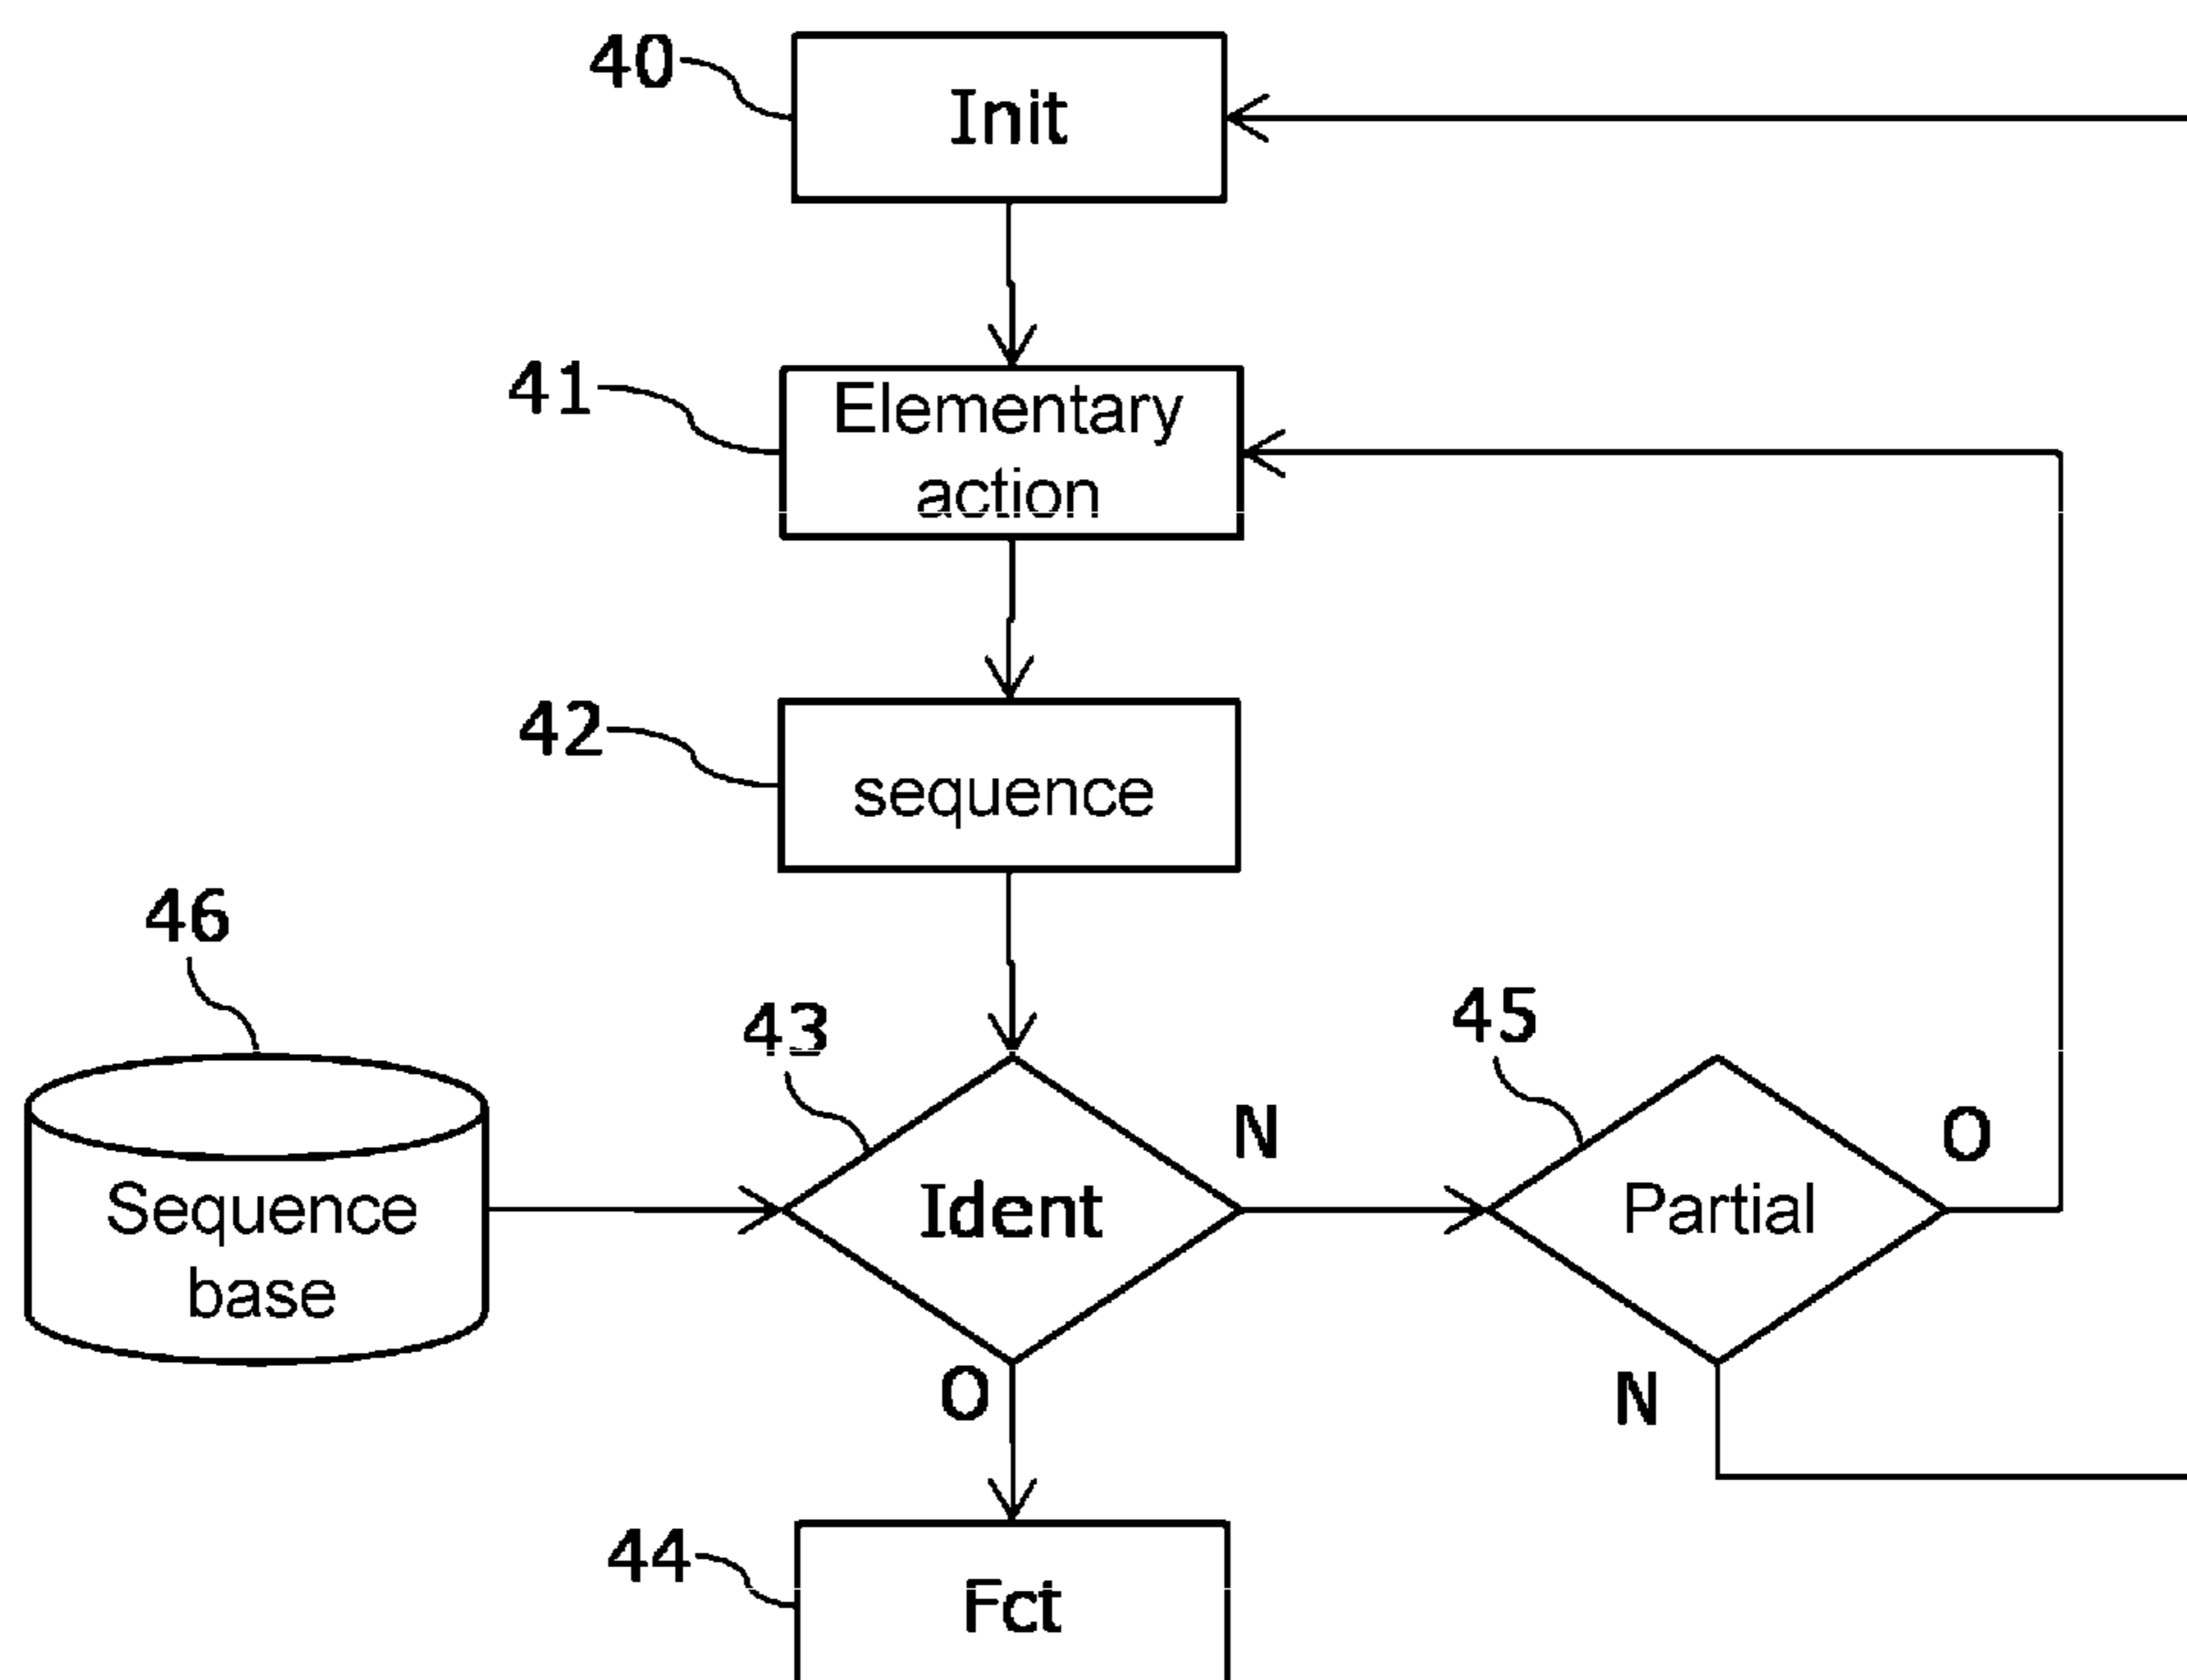 40
Init
41
Elementary
action
42
sequence
46
43
45
N
O
Sequence
base
Ident
Partial
O
N
44
Fct